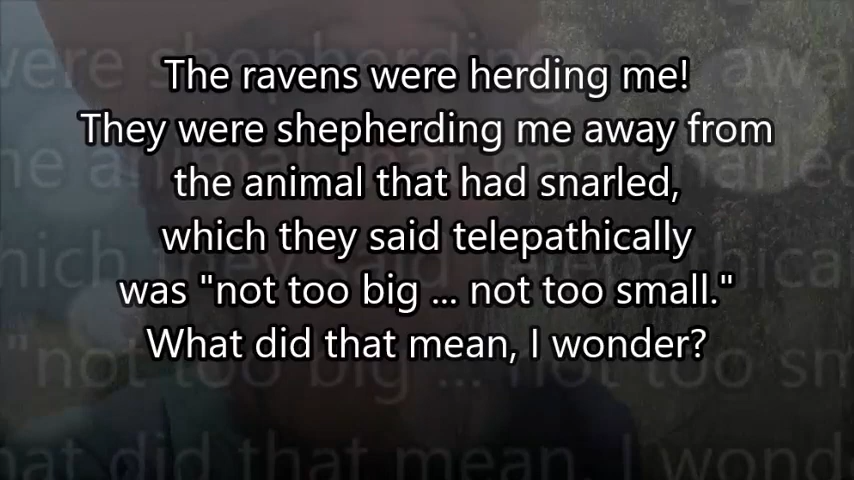 The ravens were herding me!
They were shepherding me away from
the animal that had snarled,
which they said telepathically
was "not too big ... not too small."
What did that mean, I wonder?